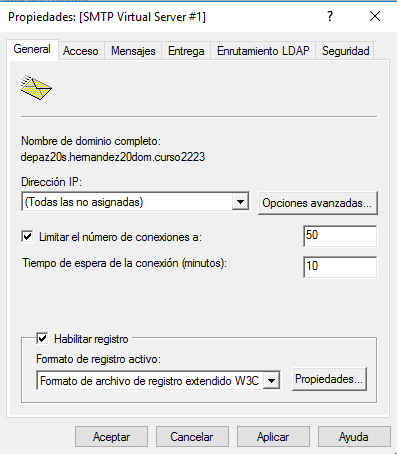 Propiedades: [SMTP Virtual Server #1]
General Acceso Mensajes Entrega Enrutamiento LDAP Seguridad
Nombre de dominio completo:
depaz20s.hernandez20dom.curso2223
Dirección IP:
(Todas las no asignadas) Opciones avanzadas...
Limitar el número de conexiones a: 50
Tiempo de espera de la conexión (minutos): 10
Habilitar registro
Formato de registro activo:
Formato de archivo de registro extendido W3C Propiedades...
Aceptar Cancelar Aplicar Ayuda